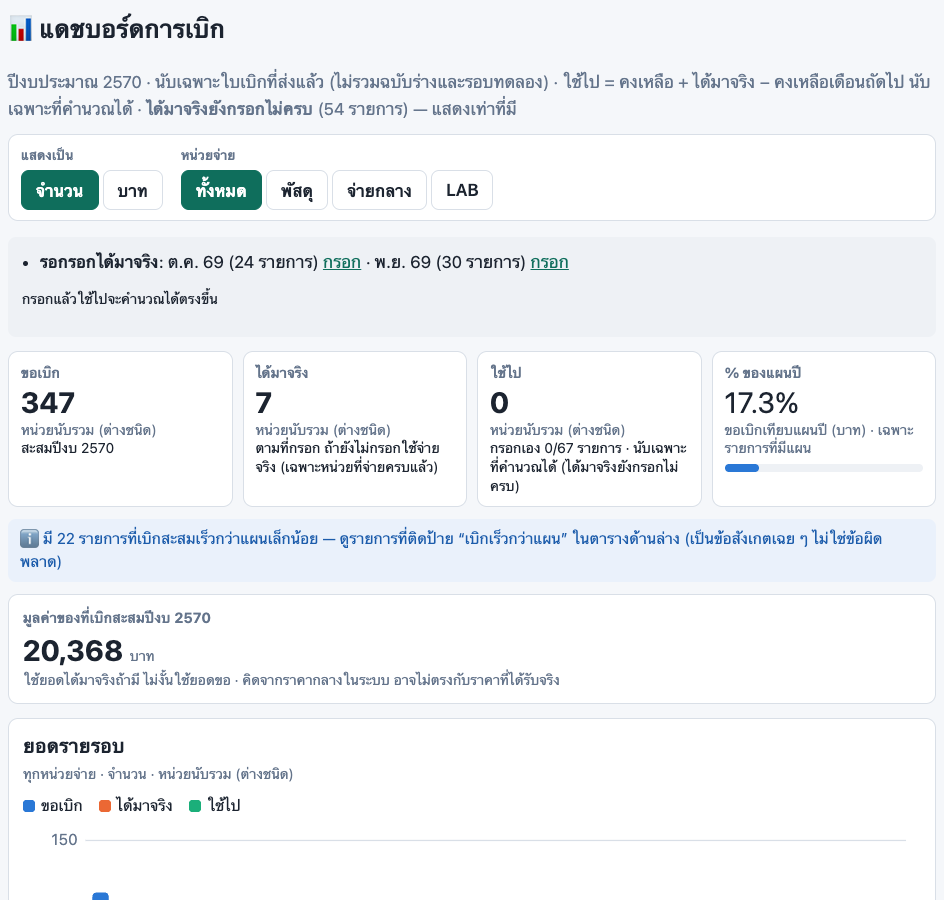 📊 แดชบอร์ดการเบิก
ปีงบประมาณ 2570 · นับเฉพาะใบเบิกที่ส่งแล้ว (ไม่รวมฉบับร่างและรอบทดลอง) · ใช้ไป = คงเหลือ + ได้มาจริง − คงเหลือเดือนถัดไป นับ
เฉพาะที่คำนวณได้ · ได้มาจริงยังกรอกไม่ครบ (54 รายการ) — แสดงเท่าที่มี
แสดงเป็น หน่วยจ่าย
จำนวน บาท ทั้งหมด พัสดุ จ่ายกลาง LAB
• รอกรอกได้มาจริง: ต.ค. 69 (24 รายการ) กรอก · พ.ย. 69 (30 รายการ) กรอก
กรอกแล้วใช้ไปจะคำนวณได้ตรงขึ้น
ขอเบิก
347
หน่วยนับรวม (ต่างชนิด)
สะสมปีงบ 2570
ได้มาจริง
7
หน่วยนับรวม (ต่างชนิด)
ตามที่กรอก ถ้ายังไม่กรอกใช้จ่าย
จริง (เฉพาะหน่วยที่จ่ายครบแล้ว)
ใช้ไป
0
หน่วยนับรวม (ต่างชนิด)
กรอกเอง 0/67 รายการ · นับเฉพาะ
ที่คำนวณได้ (ได้มาจริงยังกรอกไม่
ครบ)
% ของแผนปี
17.3%
ขอเบิกเทียบแผนปี (บาท) · เฉพาะ
รายการที่มีแผน
ℹ️ มี 22 รายการที่เบิกสะสมเร็วกว่าแผนเล็กน้อย — ดูรายการที่ติดป้าย “เบิกเร็วกว่าแผน” ในตารางด้านล่าง (เป็นข้อสังเกตเฉย ๆ ไม่ใช่ข้อผิด
พลาด)
มูลค่าของที่เบิกสะสมปีงบ 2570
20,368 บาท
ใช้ยอดได้มาจริงถ้ามี ไม่งั้นใช้ยอดขอ · คิดจากราคากลางในระบบ อาจไม่ตรงกับราคาที่ได้รับจริง
ยอดรายรอบ
ทุกหน่วยจ่าย · จำนวน · หน่วยนับรวม (ต่างชนิด)
ขอเบิก ได้มาจริง ใช้ไป
150